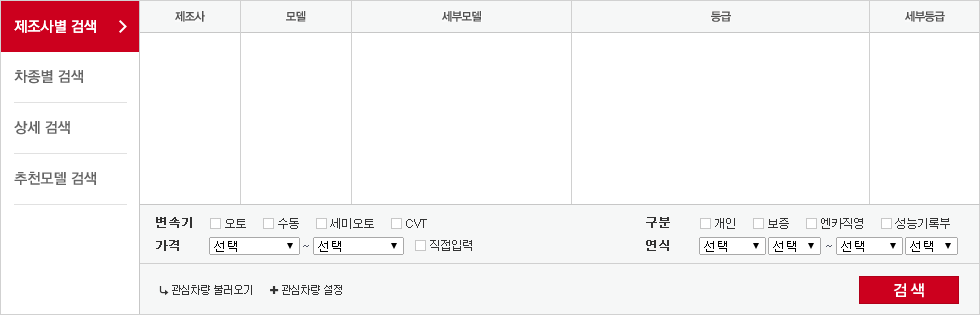 제조사별 검색
차종별 검색
상세 검색
추천모델 검색
제조사 모델 세부모델 등급 세부등급
변속기 오토 수동 세미오토 CVT 구분 개인 보증 엔카직영 성능기록부
가격 선택 ~ 선택 직접입력 연식 선택 선택 ~ 선택 선택
관심차량 불러오기 관심차량 설정 검색